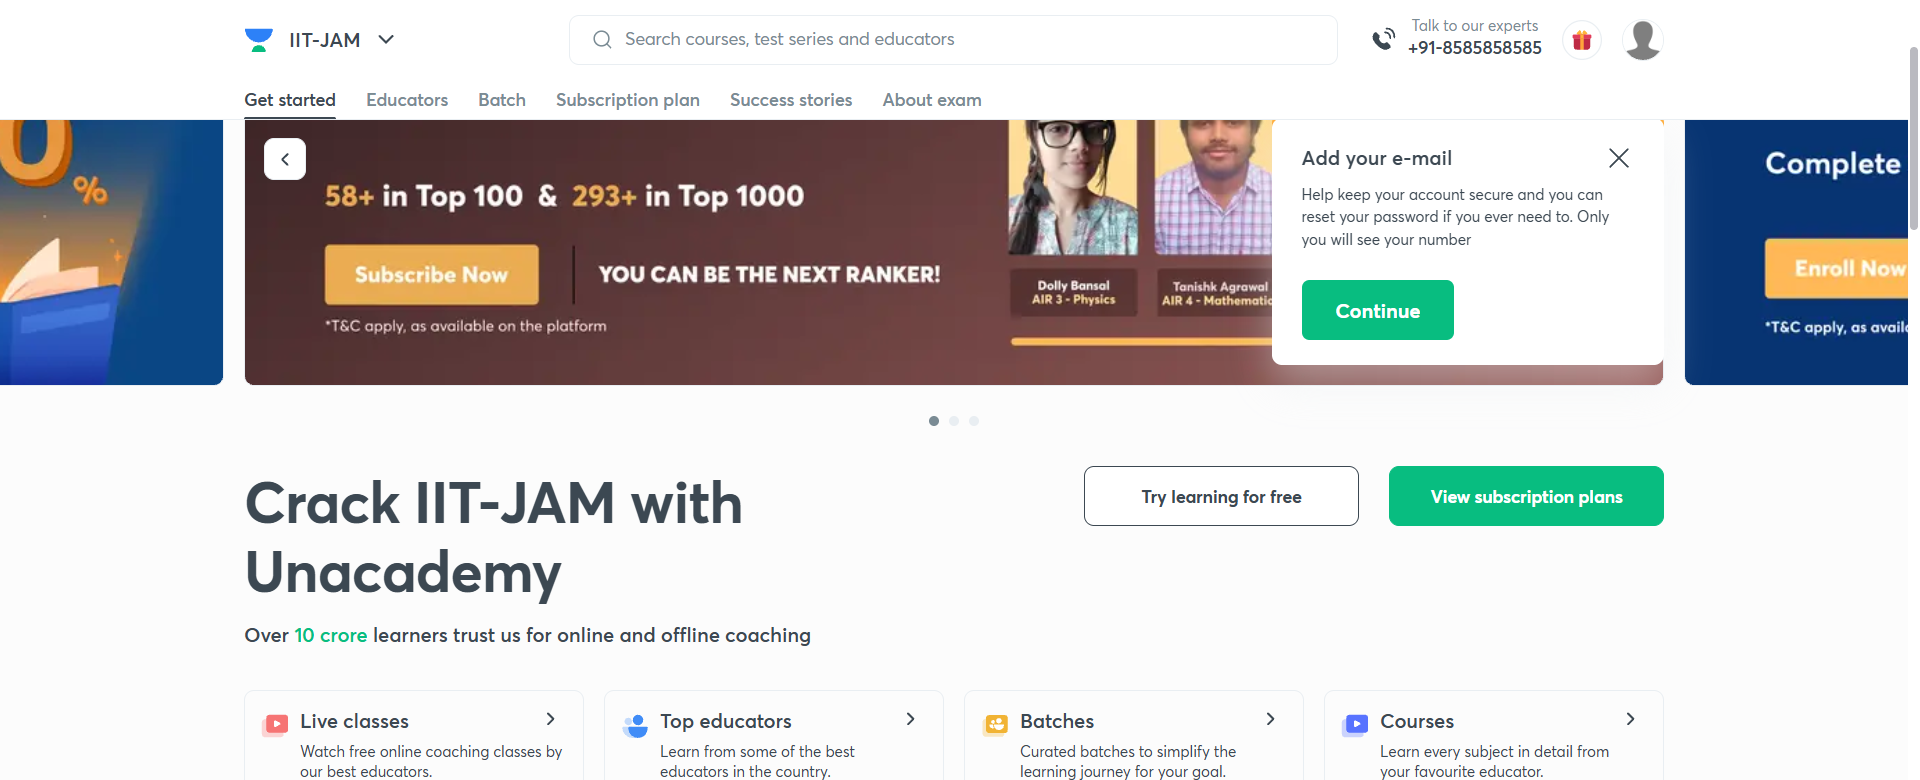 IIT-JAM
Search courses, test series and educators
Talk to our experts
+91-8585858585
Get started
Educators
Batch
Subscription plan
Success stories
About exam
0
%
58+ in Top 100 & 293+ in Top 1000
Subscribe Now
YOU CAN BE THE NEXT RANKER!
*T&C apply, as available on the platform
Dolly Bansal
AIR 3 - Physics
Tanishk Agrawal
AIR 4 - Mathematic
Add your e-mail
Help keep your account secure and you can
reset your password if you ever need to. Only
you will see your number
Continue
Complete
Enroll Now
*T&C apply, as availa
Crack IIT-JAM with
Unacademy
Try learning for free
View subscription plans
Over 10 crore learners trust us for online and offline coaching
Live classes
Watch free online coaching classes by
our best educators.
Top educators
Learn from some of the best
educators in the country.
Batches
Curated batches to simplify the
learning journey for your goal.
Courses
Learn every subject in detail from
your favourite educator.